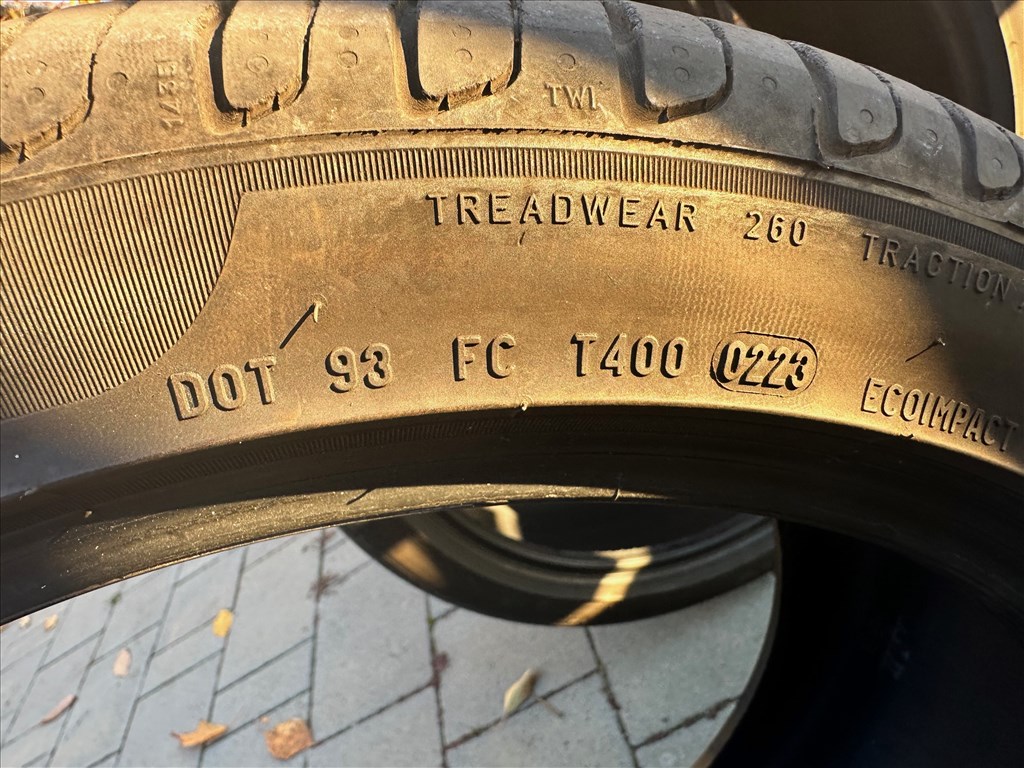 TWI
TREADWEAR 260 TRACTION
DOT 93 FC T400 0223
ECOIMPACT